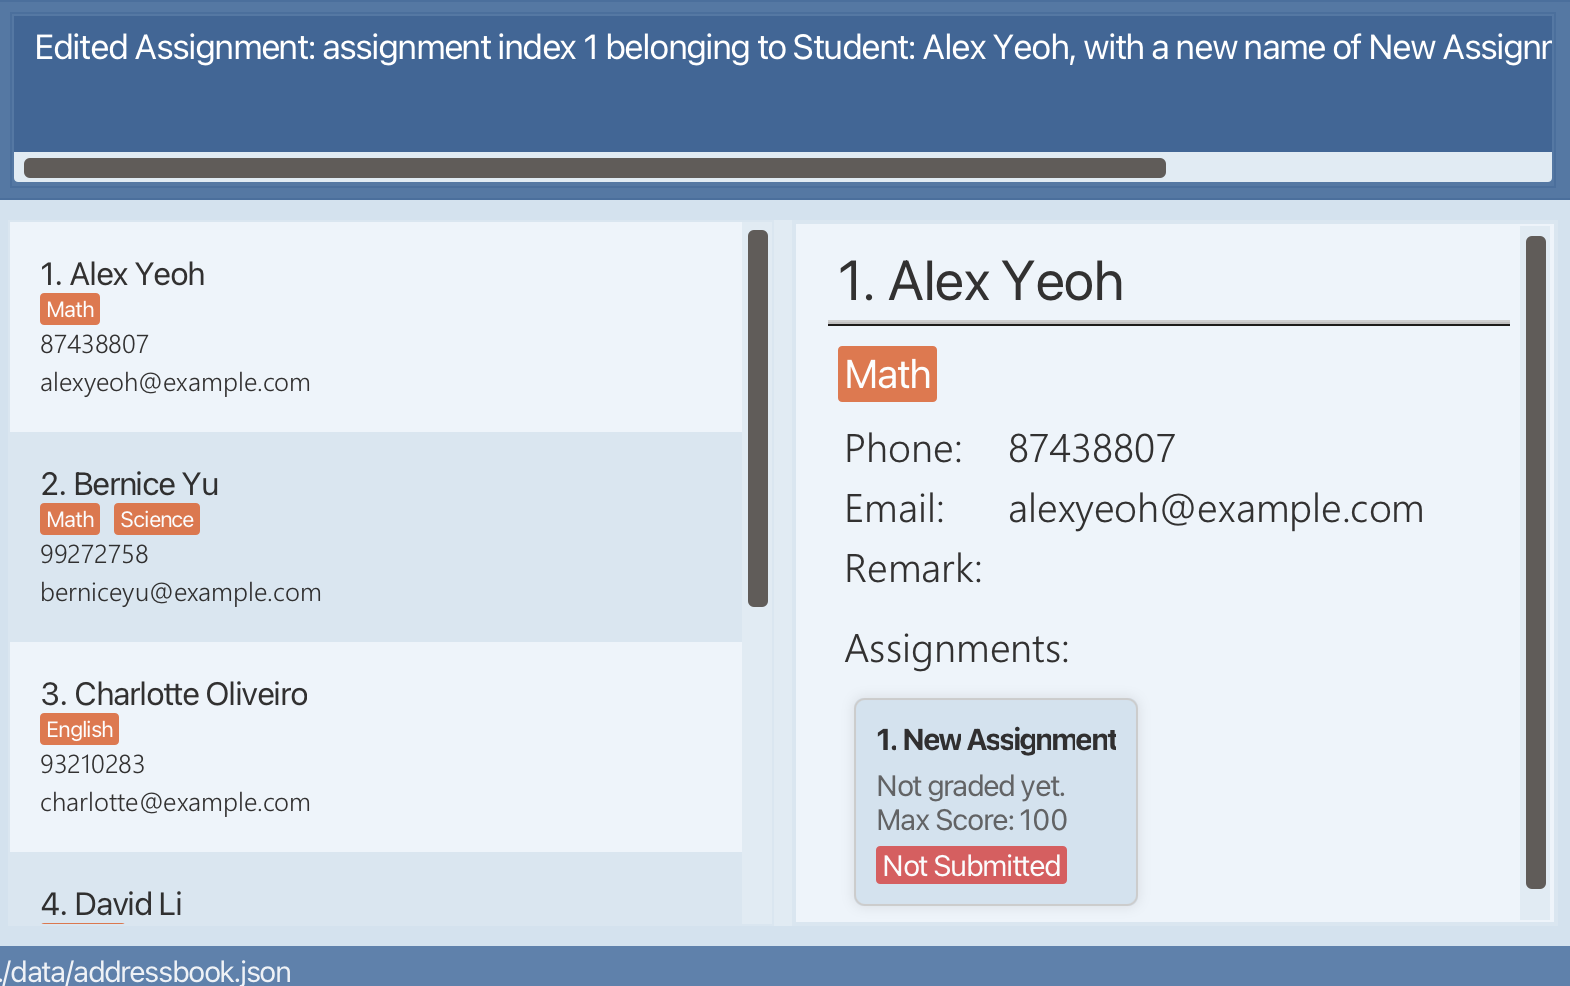 Edited Assignment: assignment index 1 belonging to Student: Alex Yeoh, with a new name of New
1. Alex Yeoh
Math
87438807
alexyeoh@example.com
2. Bernice Yu
Math Science
99272758
berniceyu@example.com
3. Charlotte Oliveiro
English
93210283
charlotte@example.com
4. David Li
1. Alex Yeoh
Math
Phone: 87438807
Email: alexyeoh@example.com
Remark:
Assignments:
1. New Assignment
Not graded yet.
Max Score: 100
Not Submitted
./data/addressbook.json